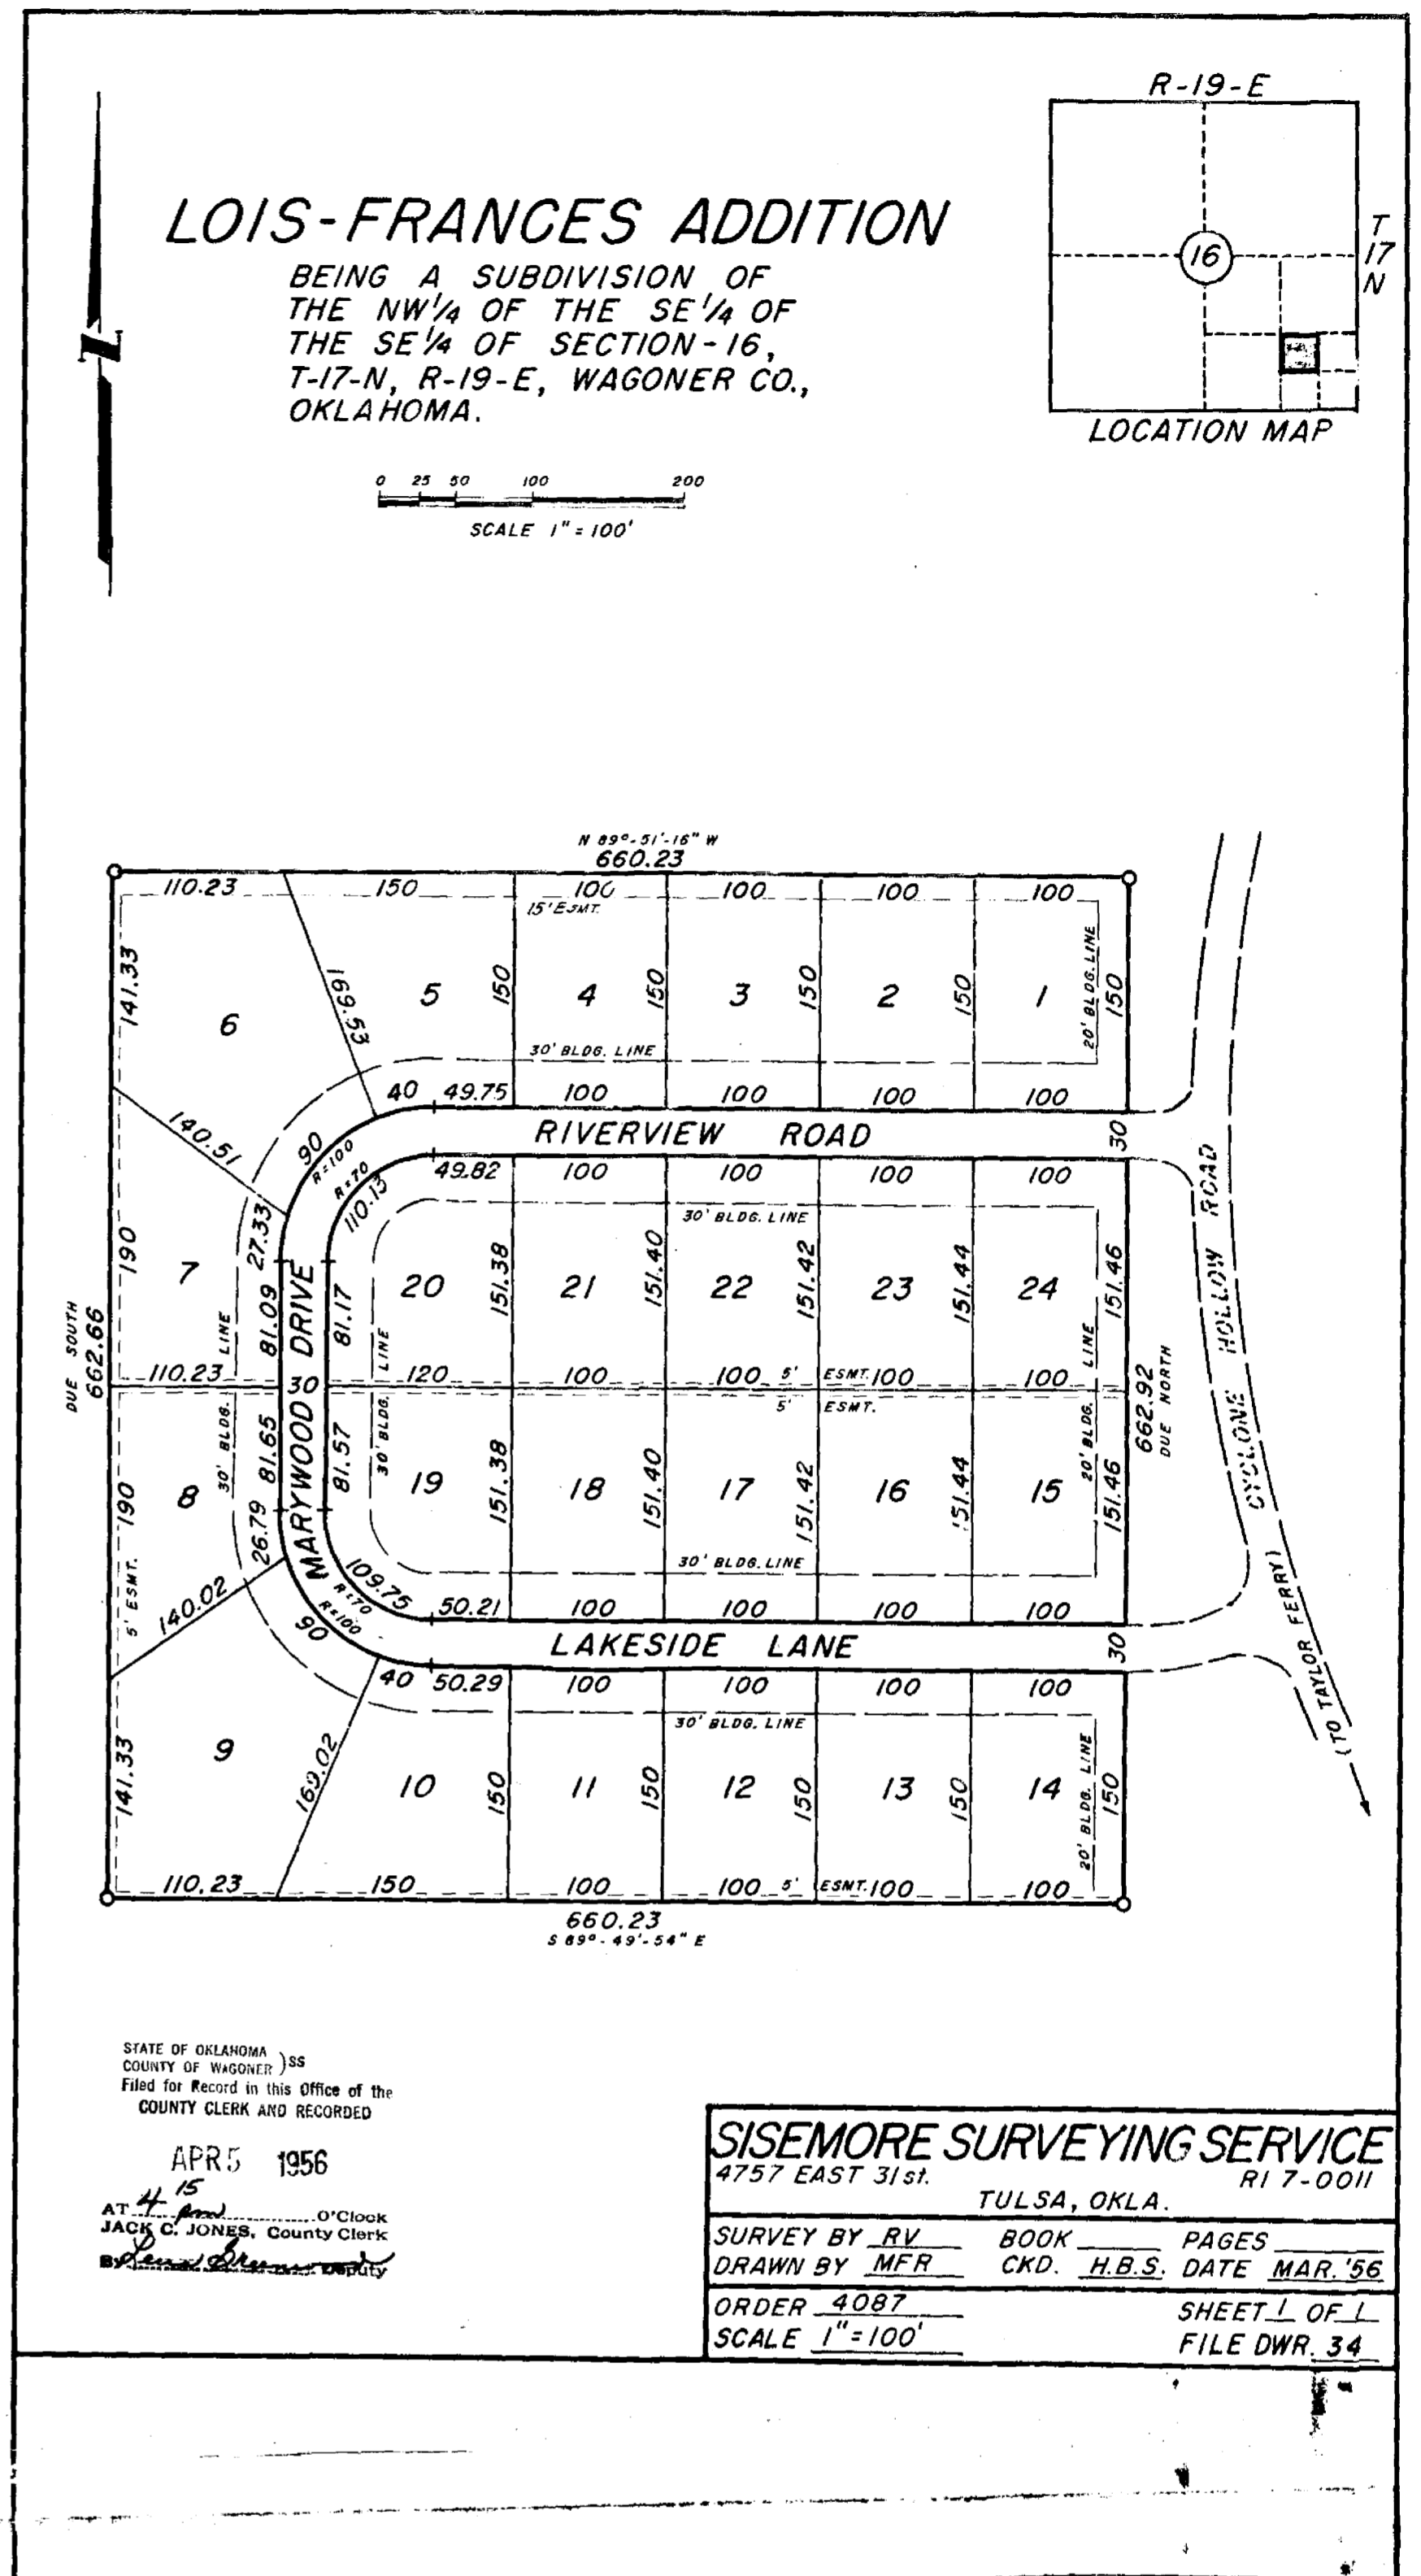 R-19-E
T
17
N
16
LOCATION MAP
LOIS-FRANCES ADDITION
BEING A SUBDIVISION OF
THE NW 1/4 OF THE SE 1/4 OF
THE SE 1/4 OF SECTION-16,
T-17-N, R-19-E, WAGONER CO.,
OKLAHOMA.
N
0 25 50 100 200
SCALE 1" = 100'
N 89°-51'-16" W
660.23
110.23 150 100 100 100 100
15' ESMT.
141.33
169.53
6 5 4 3 2 1
150 150 150 150 150
20' BLDG. LINE
30' BLDG. LINE
40 49.75 100 100 100 100
RIVERVIEW ROAD
30
140.51
90
R=100
R=70
110.13
49.82 100 100 100 100
30' BLDG. LINE
190
27.33
7
81.09
81.17
20 21 22 23 24
151.38 151.40 151.42 151.44 151.46
DUE SOUTH
662.66
30' BLDG. LINE
110.23
MARYWOOD 30 DRIVE
30' BLDG. LINE
120 100 100 5' ESMT. 100 100
5' ESMT.
20' BLDG. LINE
662.92
DUE NORTH
190
8
81.65
81.57
26.79
19 18 17 16 15
151.38 151.40 151.42 151.44 151.46
5' ESMT.
140.02
90
109.75
R=70
R=100
30' BLDG. LINE
50.21 100 100 100 100
LAKESIDE LANE
30
40 50.29 100 100 100 100
30' BLDG. LINE
141.33
169.02
9 10 11 12 13 14
150 150 150 150 150
20' BLDG. LINE
110.23 150 100 100 5' ESMT. 100 100
660.23
S 89°-49'-54" E
CYCLONE HOLLOW ROAD
(TO TAYLOR FERRY)
STATE OF OKLAHOMA
COUNTY OF WAGONER )SS
Filed for Record in this Office of the
COUNTY CLERK AND RECORDED
APR 5 1956
AT 4 15 pm O'Clock
JACK C. JONES, County Clerk
By Deputy
SISEMORE SURVEYING SERVICE
4757 EAST 31st. RI 7-0011
TULSA, OKLA.
SURVEY BY RV BOOK PAGES
DRAWN BY MFR CKD. H.B.S. DATE MAR. '56
ORDER 4087 SHEET 1 OF 1
SCALE 1"=100' FILE DWR. 34